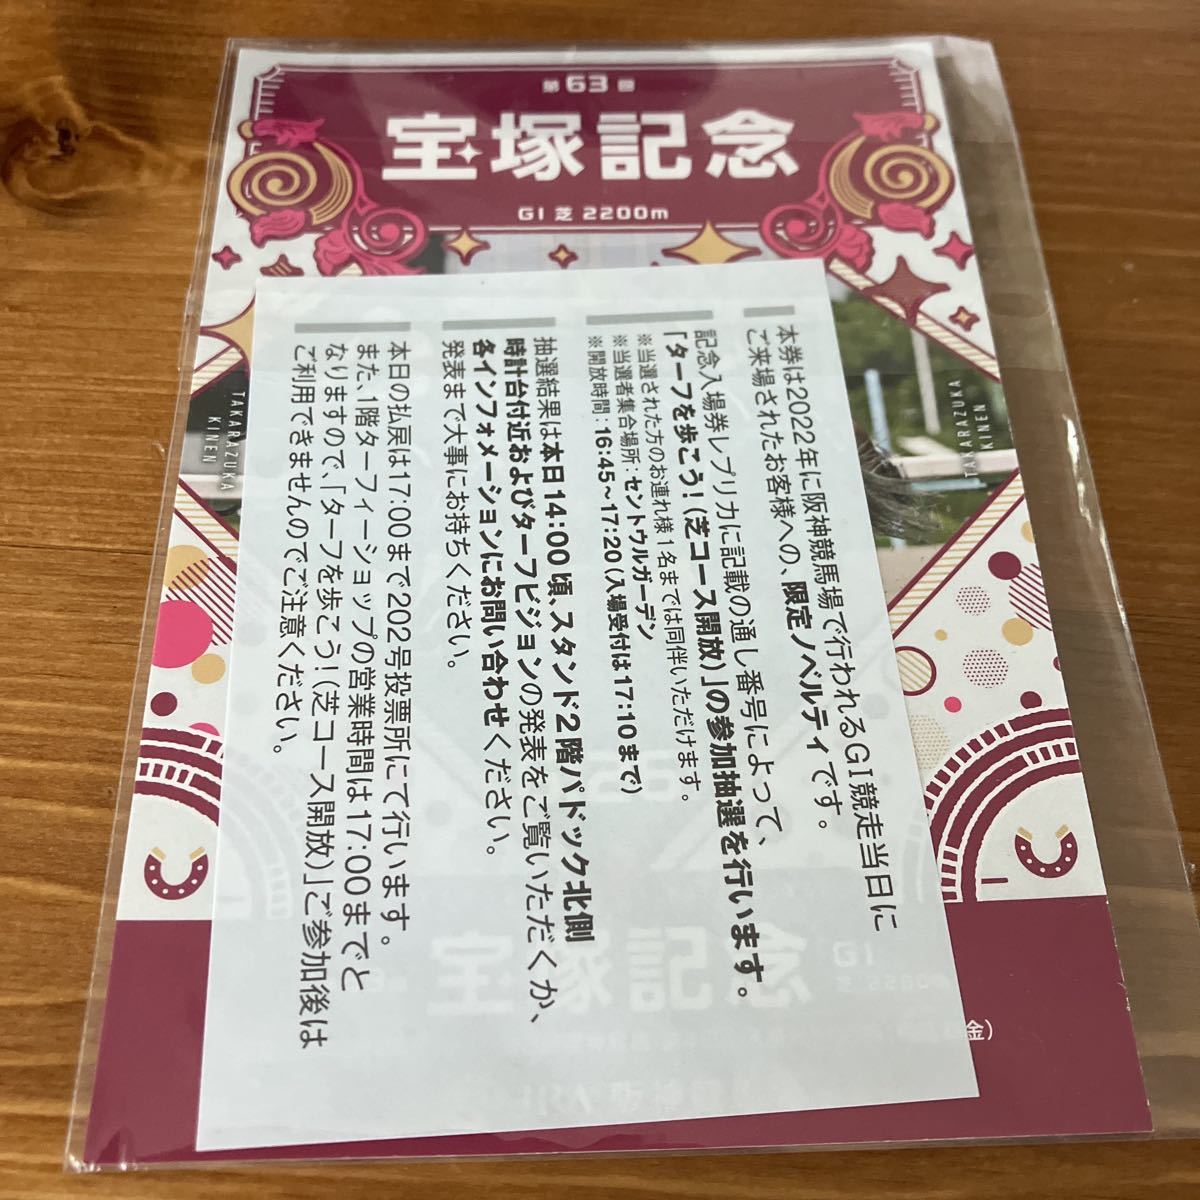 第63回
宝塚記念
GI 芝 2200m
TAKARAZUKA
KINEN
TAKARAZUKA
KINEN
本券は2022年に阪神競馬場で行われるGI競走当日に
ご来場されたお客様への、限定ノベルティです。
記念入場券レプリカに記載の通し番号によって、
「ターフを歩こう!(芝コース開放)」の参加抽選を行います。
※当選された方のお連れ様1名までは同伴いただけます。
※当選者集合場所:セントウルガーデン
※開放時間:16:45~17:20(入場受付は17:10まで)
抽選結果は本日14:00頃、スタンド2階パドック北側
時計台付近およびターフビジョンの発表をご覧いただくか、
各インフォメーションにお問い合わせください。
発表まで大事にお持ちください。
本日の払戻は17:00まで202号投票所にて行います。
また、1階ターフィーショップの営業時間は17:00までと
なりますので、「ターフを歩こう!(芝コース開放)」ご参加後は
ご利用できませんのでご注意ください。
宝塚記念
GI
芝 2200m
金)